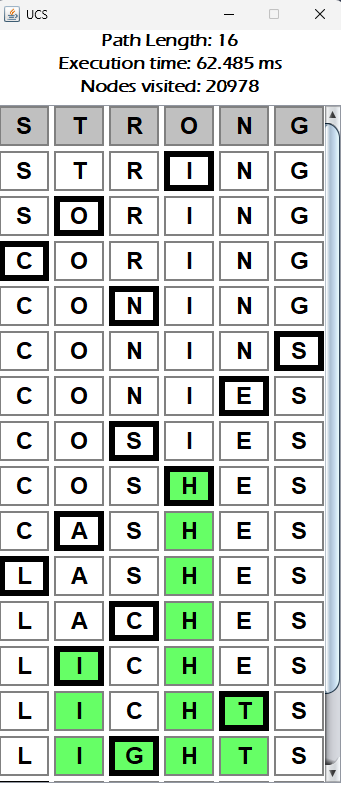 UCS
Path Length: 16
Execution time: 62.485 ms
Nodes visited: 20978
S T R O N G
S T R I N G
S O R I N G
C O R I N G
C O N I N G
C O N I N S
C O N I E S
C O S I E S
C O S H E S
C A S H E S
L A S H E S
L A C H E S
L I C H E S
L I C H T S
L I G H T S